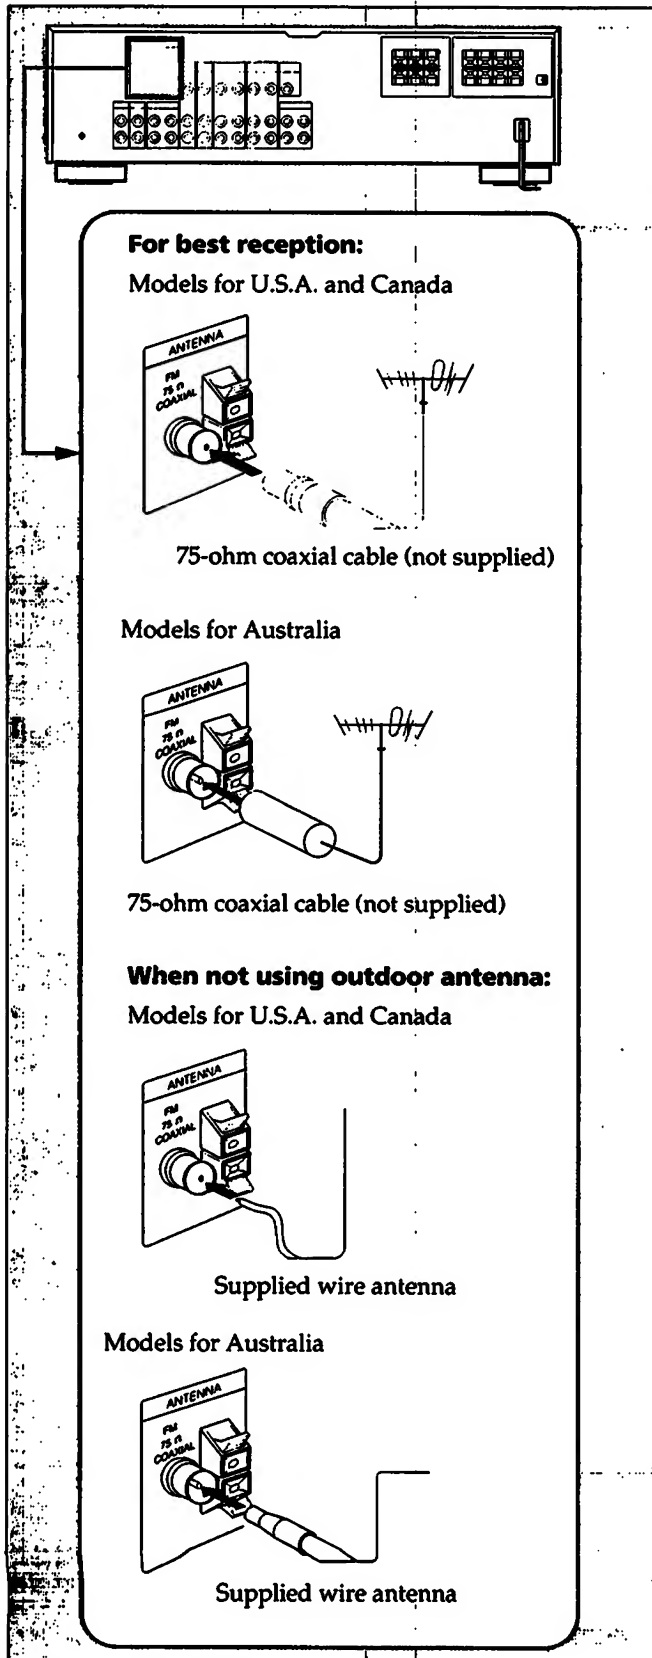 For best reception:
Models for U.S.A. and Canada
ANTENNA
FM
75 Ω
COAXIAL
75-ohm coaxial cable (not supplied)
Models for Australia
ANTENNA
FM
75 Ω
COAXIAL
75-ohm coaxial cable (not supplied)
When not using outdoor antenna:
Models for U.S.A. and Canada
ANTENNA
FM
75 Ω
COAXIAL
Supplied wire antenna
Models for Australia
ANTENNA
FM
75 Ω
COAXIAL
Supplied wire antenna